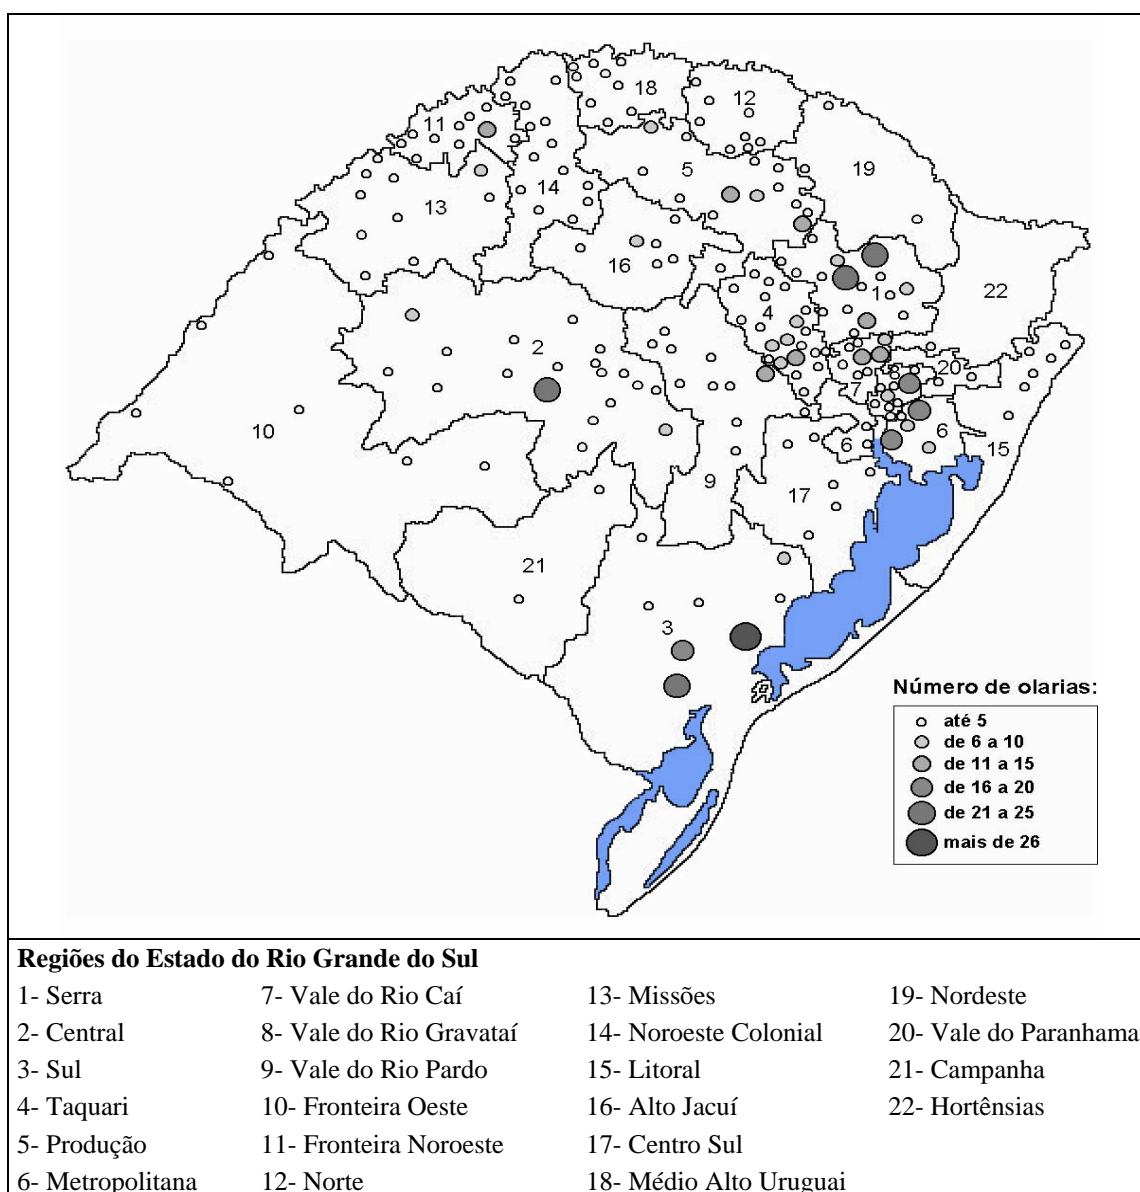 18
12
11
19
5
14
13
16
22
1
4
2
20
7
10
6
6
15
9
17
21
3
Número de olarias:
até 5
de 6 a 10
de 11 a 15
de 16 a 20
de 21 a 25
mais de 26
Regiões do Estado do Rio Grande do Sul
1- Serra 7- Vale do Rio Caí 13- Missões 19- Nordeste
2- Central 8- Vale do Rio Gravataí 14- Noroeste Colonial 20- Vale do Paranhama
3- Sul 9- Vale do Rio Pardo 15- Litoral 21- Campanha
4- Taquari 10- Fronteira Oeste 16- Alto Jacuí 22- Hortênsias
5- Produção 11- Fronteira Noroeste 17- Centro Sul
6- Metropolitana 12- Norte 18- Médio Alto Uruguai